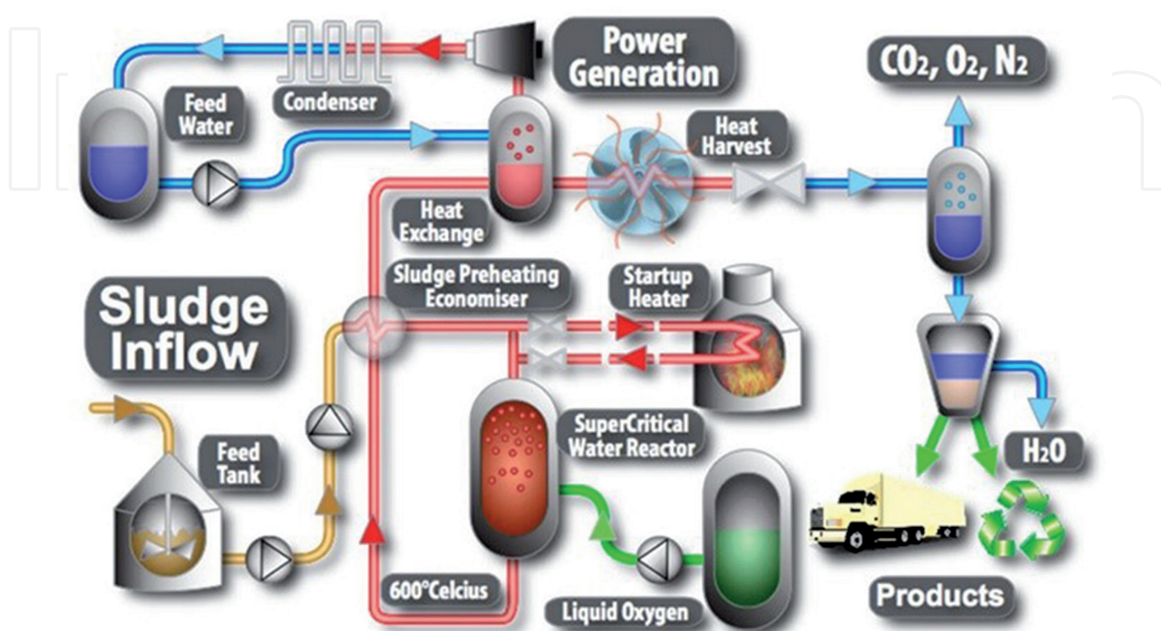 Power
Generation
CO2, O2, N2
Feed
Water
Condenser
Heat
Harvest
Heat
Exchange
Sludge Preheating
Economiser
Startup
Heater
Sludge
Inflow
SuperCritical
Water Reactor
Feed
Tank
H2O
600°Celcius
Liquid Oxygen
Products